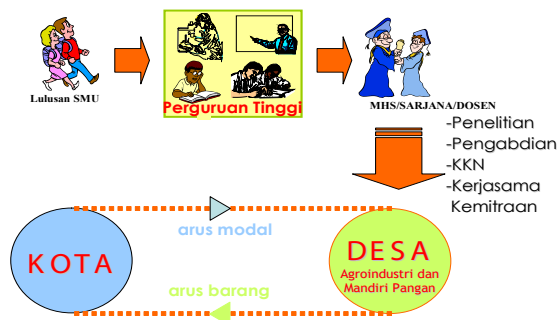 Lulusan SMU
Perguruan Tinggi
MHS/SARJANA/DOSEN
-Penelitian
-Pengabdian
-KKN
-Kerjasama
Kemitraan
arus modal
KOTA
DESA
Agroindustri dan
Mandiri Pangan
arus barang